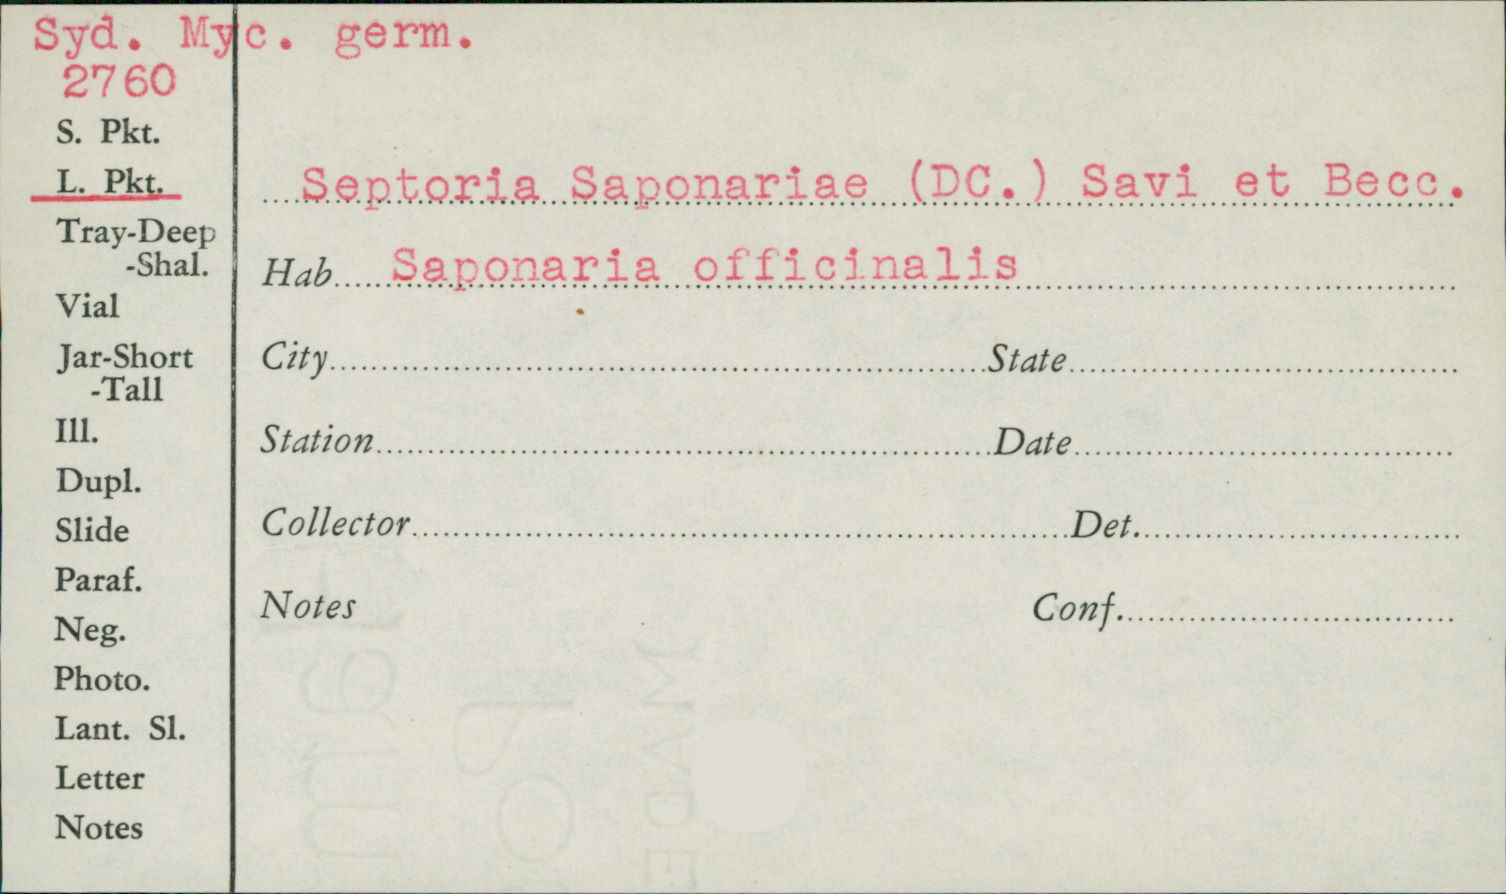 Syd. Myc. germ.
2760
S. Pkt.
L. Pkt.
Tray-Deep
-Shal.
Vial
Jar-Short
-Tall
Ill.
Dupl.
Slide
Paraf.
Neg.
Photo.
Lant. Sl.
Letter
Notes
Septoria Saponariae (DC.) Savi et Becc.
Hab. Saponaria officinalis
City State
Station Date
Collector Det.
Notes Conf.
MADE